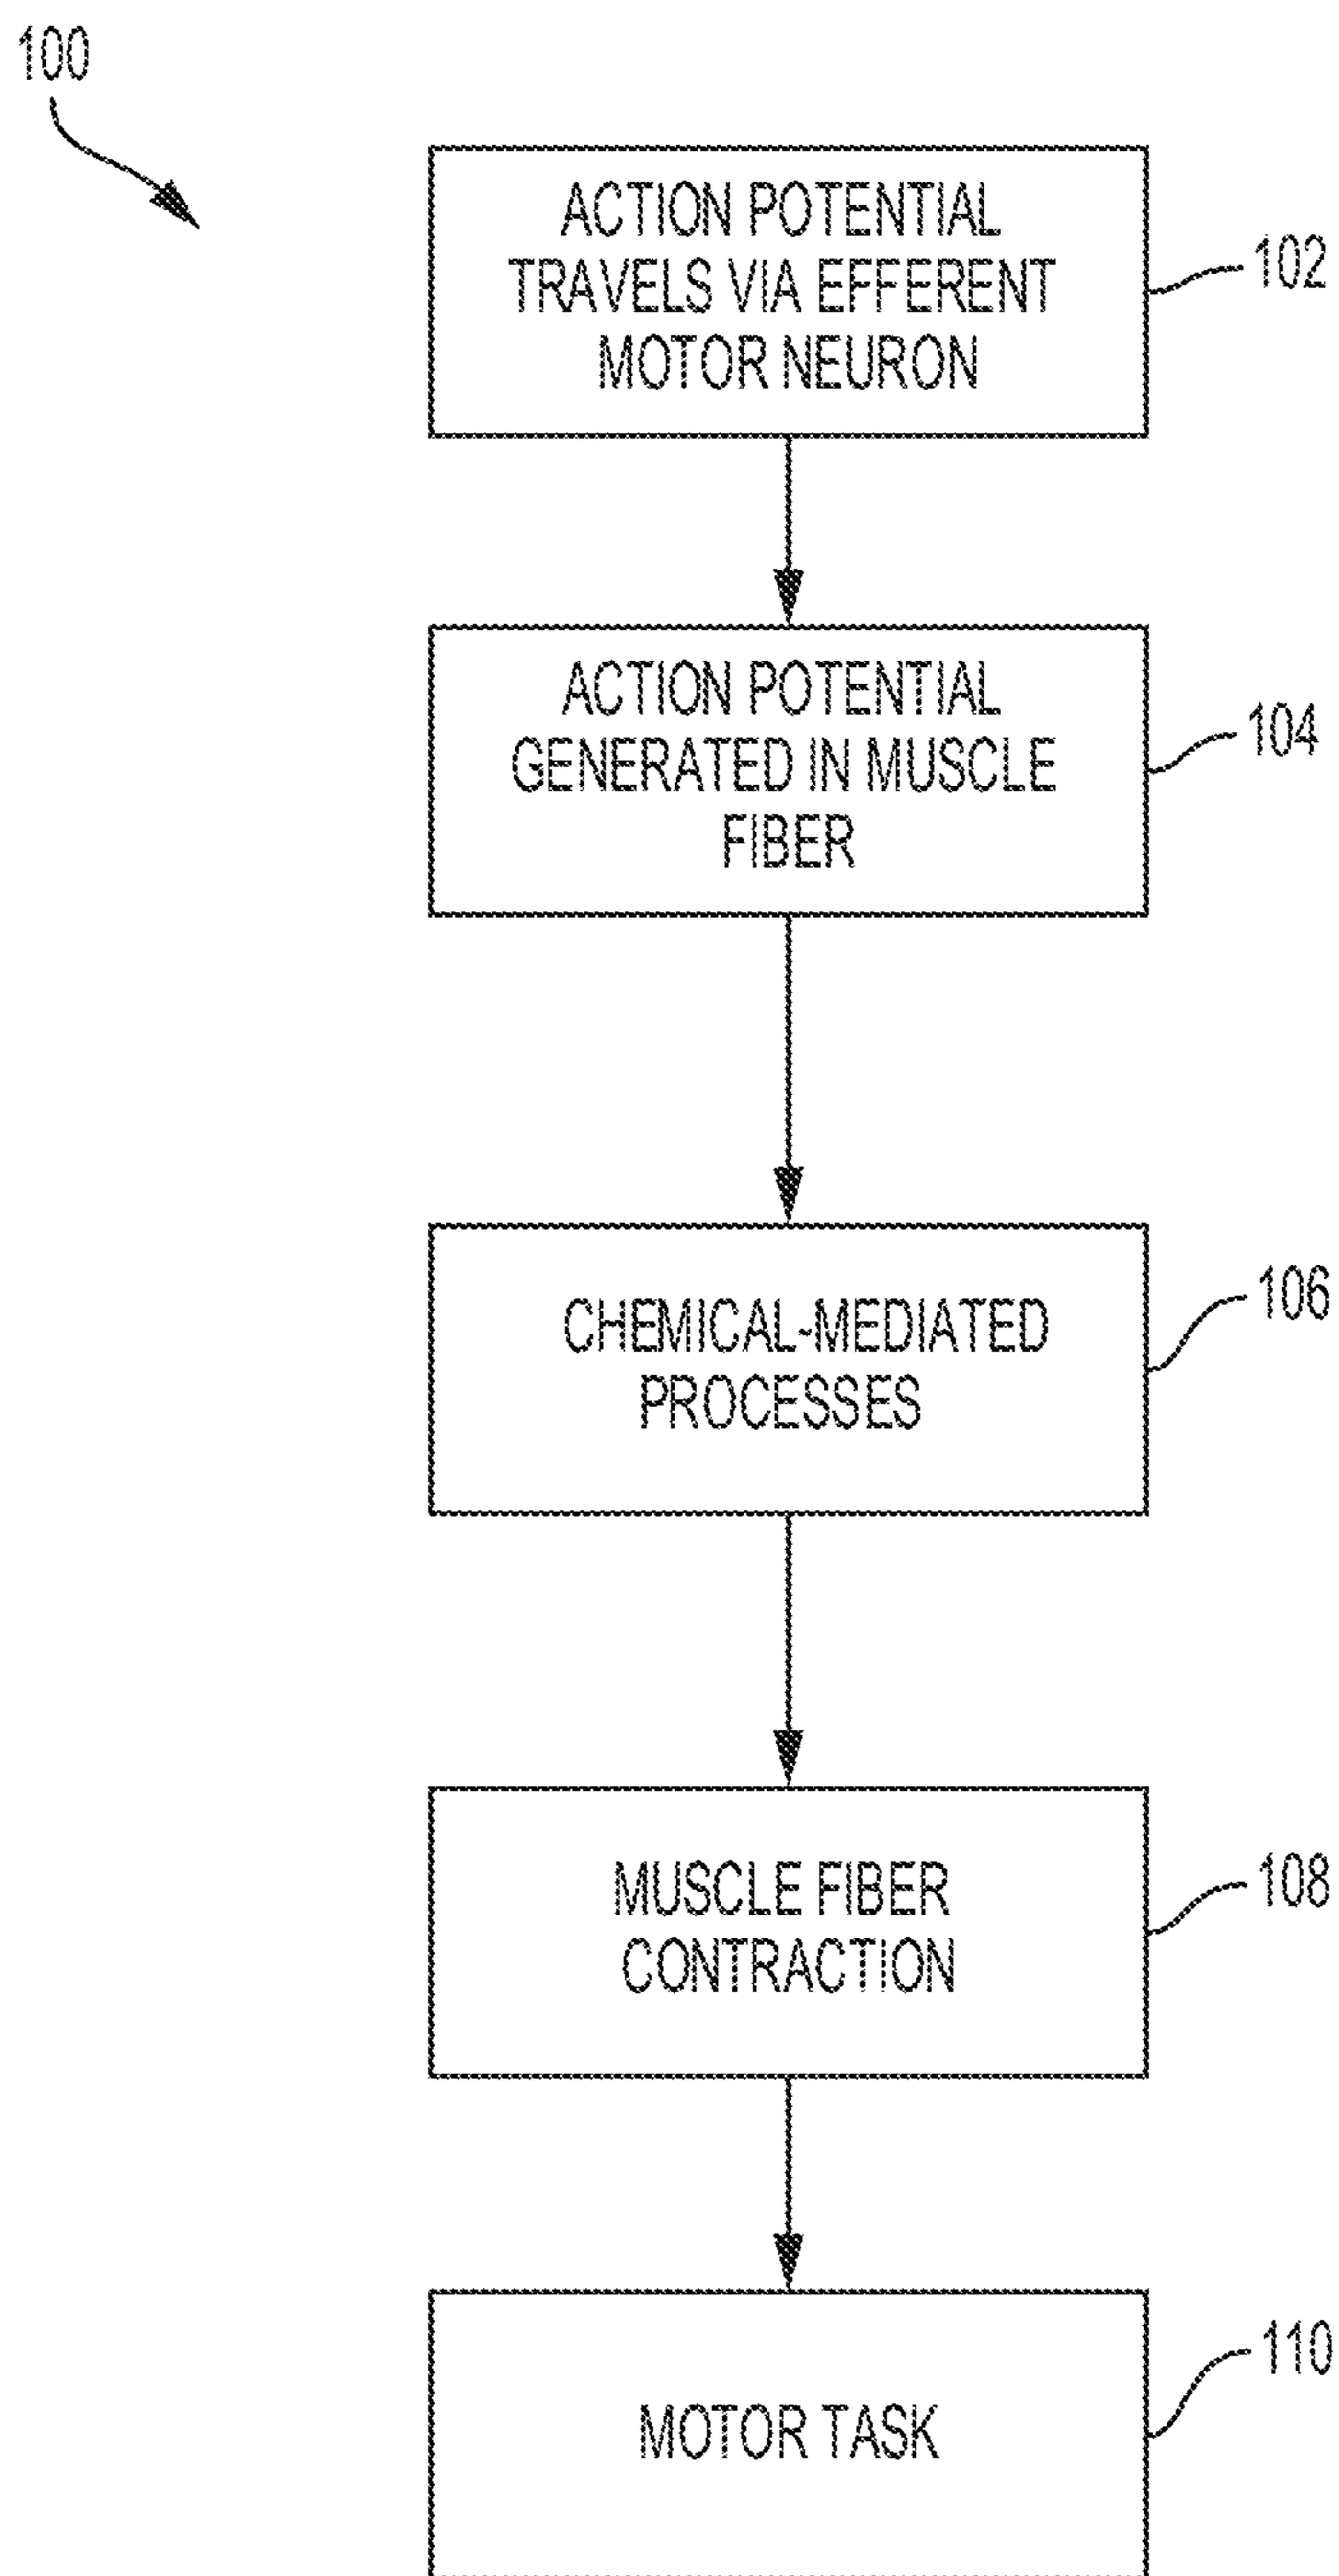 100
ACTION POTENTIAL
TRAVELS VIA EFFERENT
MOTOR NEURON
102
ACTION POTENTIAL
GENERATED IN MUSCLE
FIBER
104
CHEMICAL-MEDIATED
PROCESSES
106
MUSCLE FIBER
CONTRACTION
108
MOTOR TASK
110